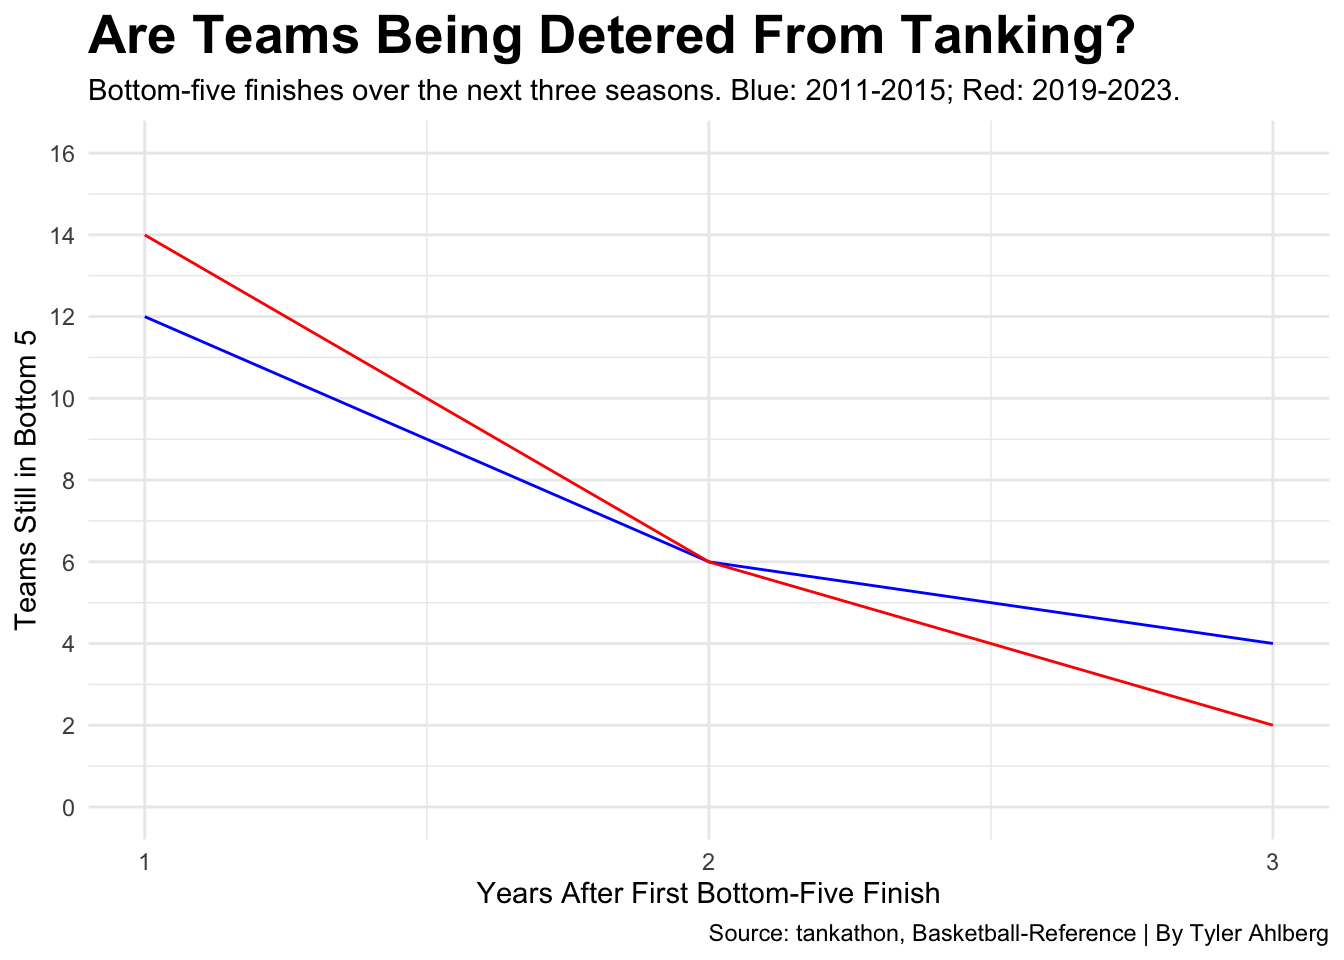 Are Teams Being Detered From Tanking?
Bottom-five finishes over the next three seasons. Blue: 2011-2015; Red: 2019-2023.
Teams Still in Bottom 5
16
14
12
10
8
6
4
2
0
1 2 3
Years After First Bottom-Five Finish
Source: tankathon, Basketball-Reference | By Tyler Ahlberg